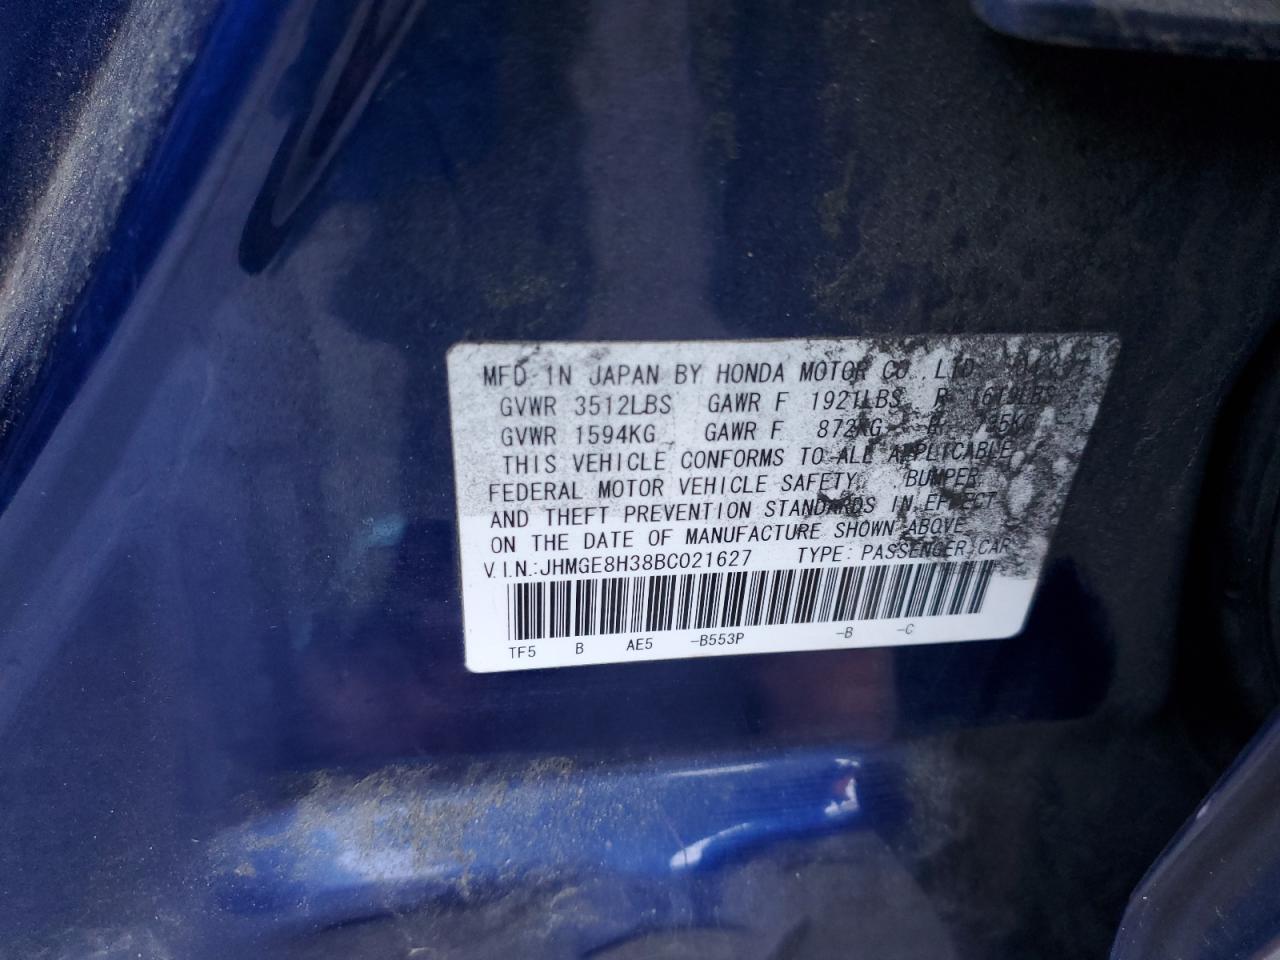 MFD. IN JAPAN BY HONDA MOTOR CO., LTD.
GVWR 3512LBS GAWR F 1921LBS R
GVWR 1594KG GAWR F 872KG R
THIS VEHICLE CONFORMS TO ALL APPLICABLE
FEDERAL MOTOR VEHICLE SAFETY, BUMPER,
AND THEFT PREVENTION STANDARDS IN EFFECT
ON THE DATE OF MANUFACTURE SHOWN ABOVE
V.I.N.:JHMGE8H38BC021627 TYPE: PASSENGER CAR
TF5 B AE5 -B553P -B -C